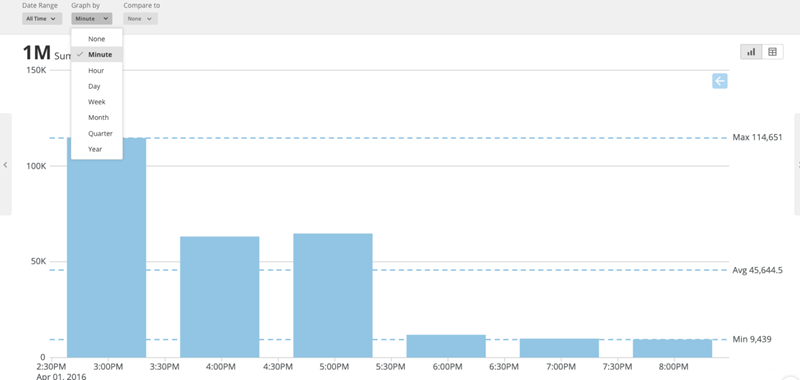 Date Range Graph by Compare to
All Time Minute None
None
Minute
Hour
Day
Week
Month
Quarter
Year
1M Sum
150K
Max 114,651
100K
50K
Avg 45,644.5
Min 9,439
0
2:30PM 3:00PM 3:30PM 4:00PM 4:30PM 5:00PM 5:30PM 6:00PM 6:30PM 7:00PM 7:30PM 8:00PM
Apr 01, 2016